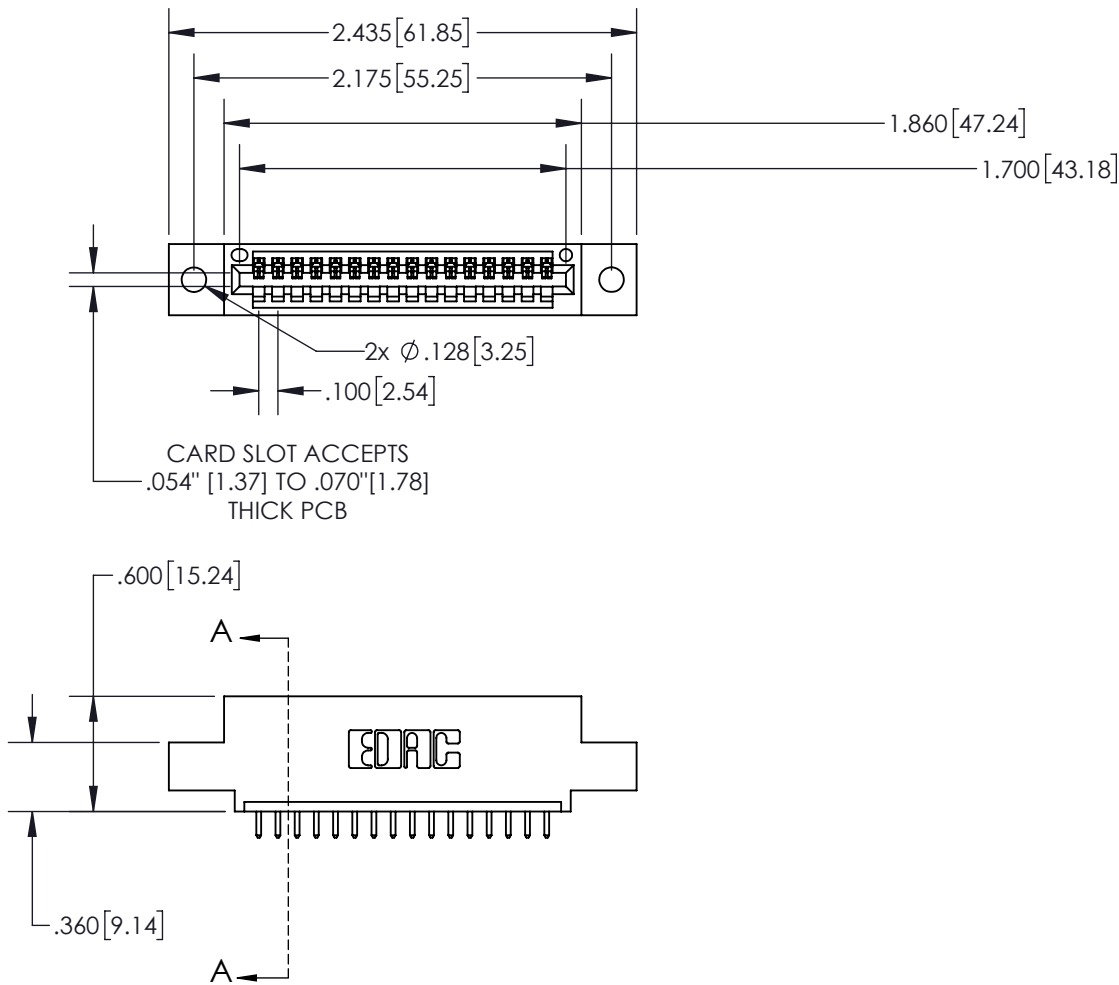 2.435[61.85]
2.175[55.25]
1.860[47.24]
1.700[43.18]
2x Ø.128[3.25]
.100[2.54]
CARD SLOT ACCEPTS
.054" [1.37] TO .070"[1.78]
THICK PCB
.600[15.24]
A
EDAC
.360[9.14]
A